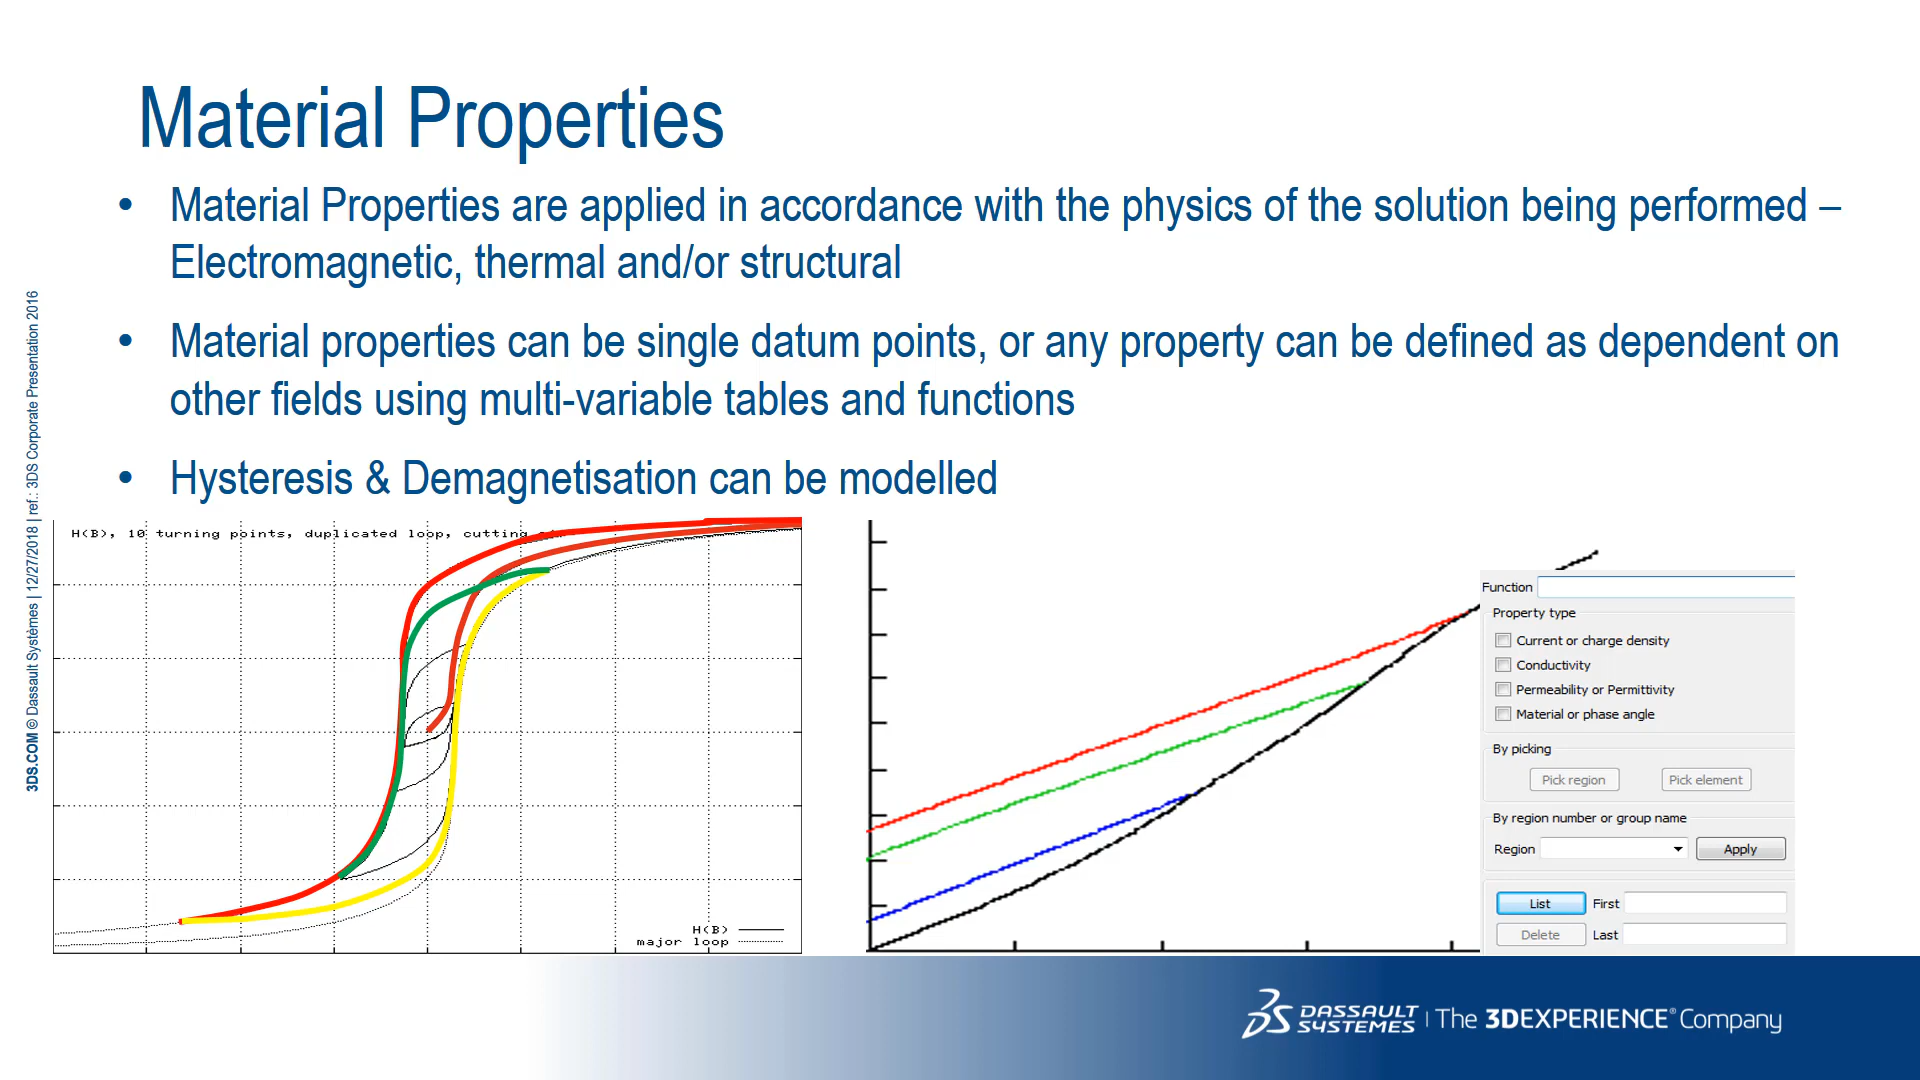 Material Properties
• Material Properties are applied in accordance with the physics of the solution being performed –
Electromagnetic, thermal and/or structural
• Material properties can be single datum points, or any property can be defined as dependent on
other fields using multi-variable tables and functions
• Hysteresis & Demagnetisation can be modelled
3DS.COM © Dassault Systèmes | 12/27/2018 | ref.: 3DS Corporate Presentation 2016
H(B), 10 turning points, duplicated loop, cutting
H(B)
major loop
Function
Property type
Current or charge density
Conductivity
Permeability or Permittivity
Material or phase angle
By picking
Pick region Pick element
By region number or group name
Region Apply
List First
Delete Last
DASSAULT SYSTEMES | The 3DEXPERIENCE® Company